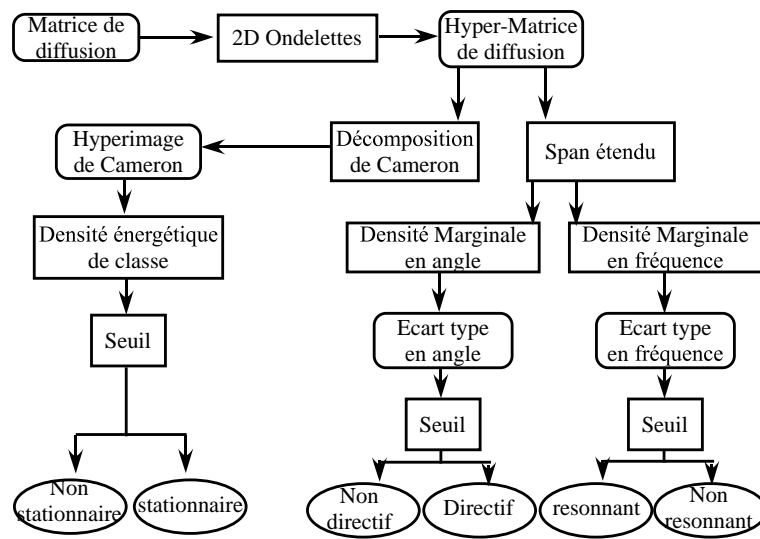 Matrice de
diffusion
2D Ondelettes
Hyper-Matrice
de diffusion
Hyperimage
de Cameron
Décomposition
de Cameron
Span étendu
Densité énergétique
de classe
Densité Marginale
en angle
Densité Marginale
en fréquence
Seuil
Ecart type
en angle
Ecart type
en fréquence
Seuil
Seuil
Non
stationnaire
stationnaire
Non
directif
Directif
resonnant
Non
resonnant